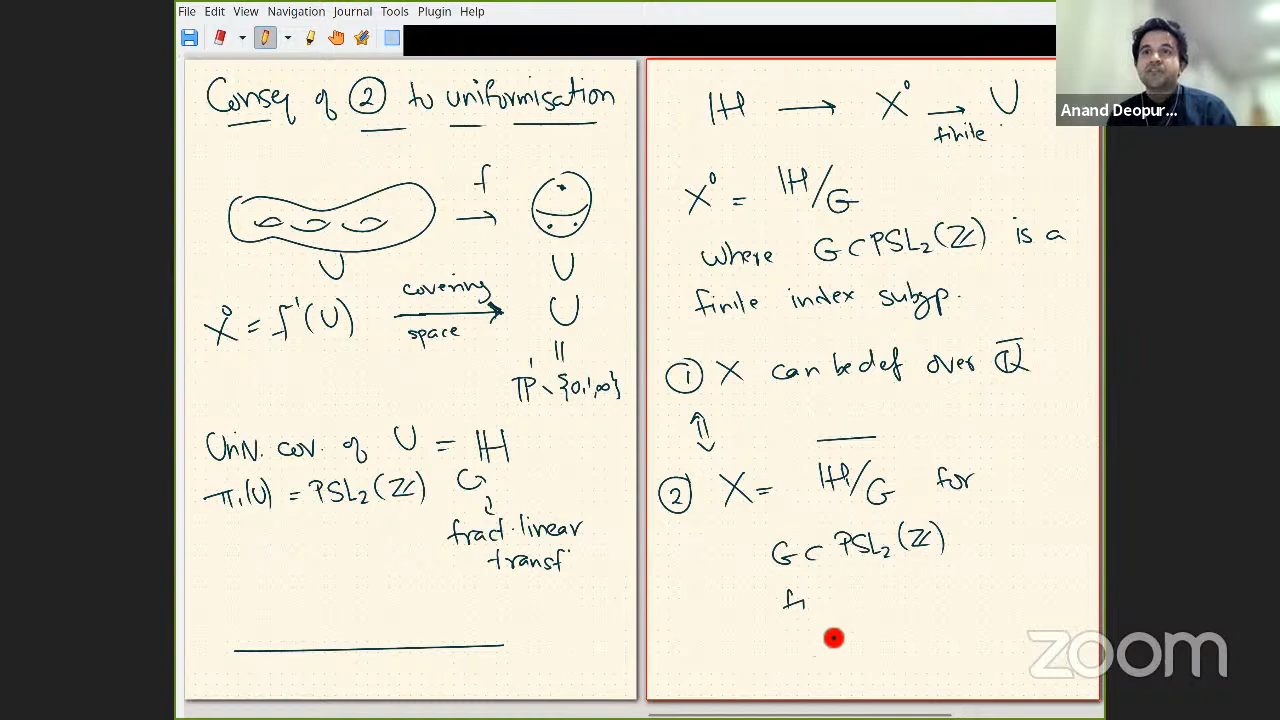 File Edit View Navigation Journal Tools Plugin Help
Conseq of ② to uniformisation
f
U
X° = f⁻¹(U) covering space U
U
||
ℙ¹ \ {0,1,∞}
Univ. cov. of U = ℍ
π₁(U) = PSL₂(ℤ)
fract. linear
transf
ℍ → X° → U
finite
X° = ℍ/G
where G ⊂ PSL₂(ℤ) is a
finite index subgp.
① X can be def over ℚ̅
⇕
② X = \overline{ℍ/G} for
G ⊂ PSL₂(ℤ)
Anand Deopur...
zoom